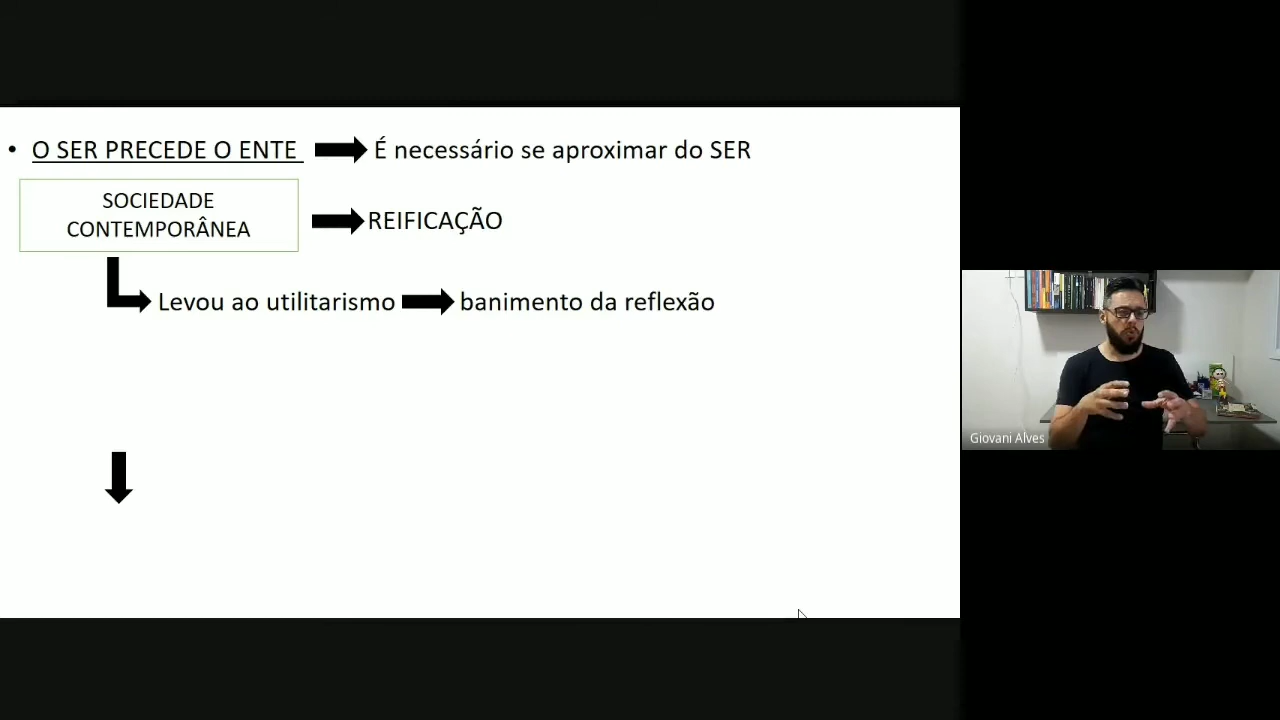 • O SER PRECEDE O ENTE É necessário se aproximar do SER
SOCIEDADE
CONTEMPORÂNEA
REIFICAÇÃO
Levou ao utilitarismo banimento da reflexão
Giovani Alves